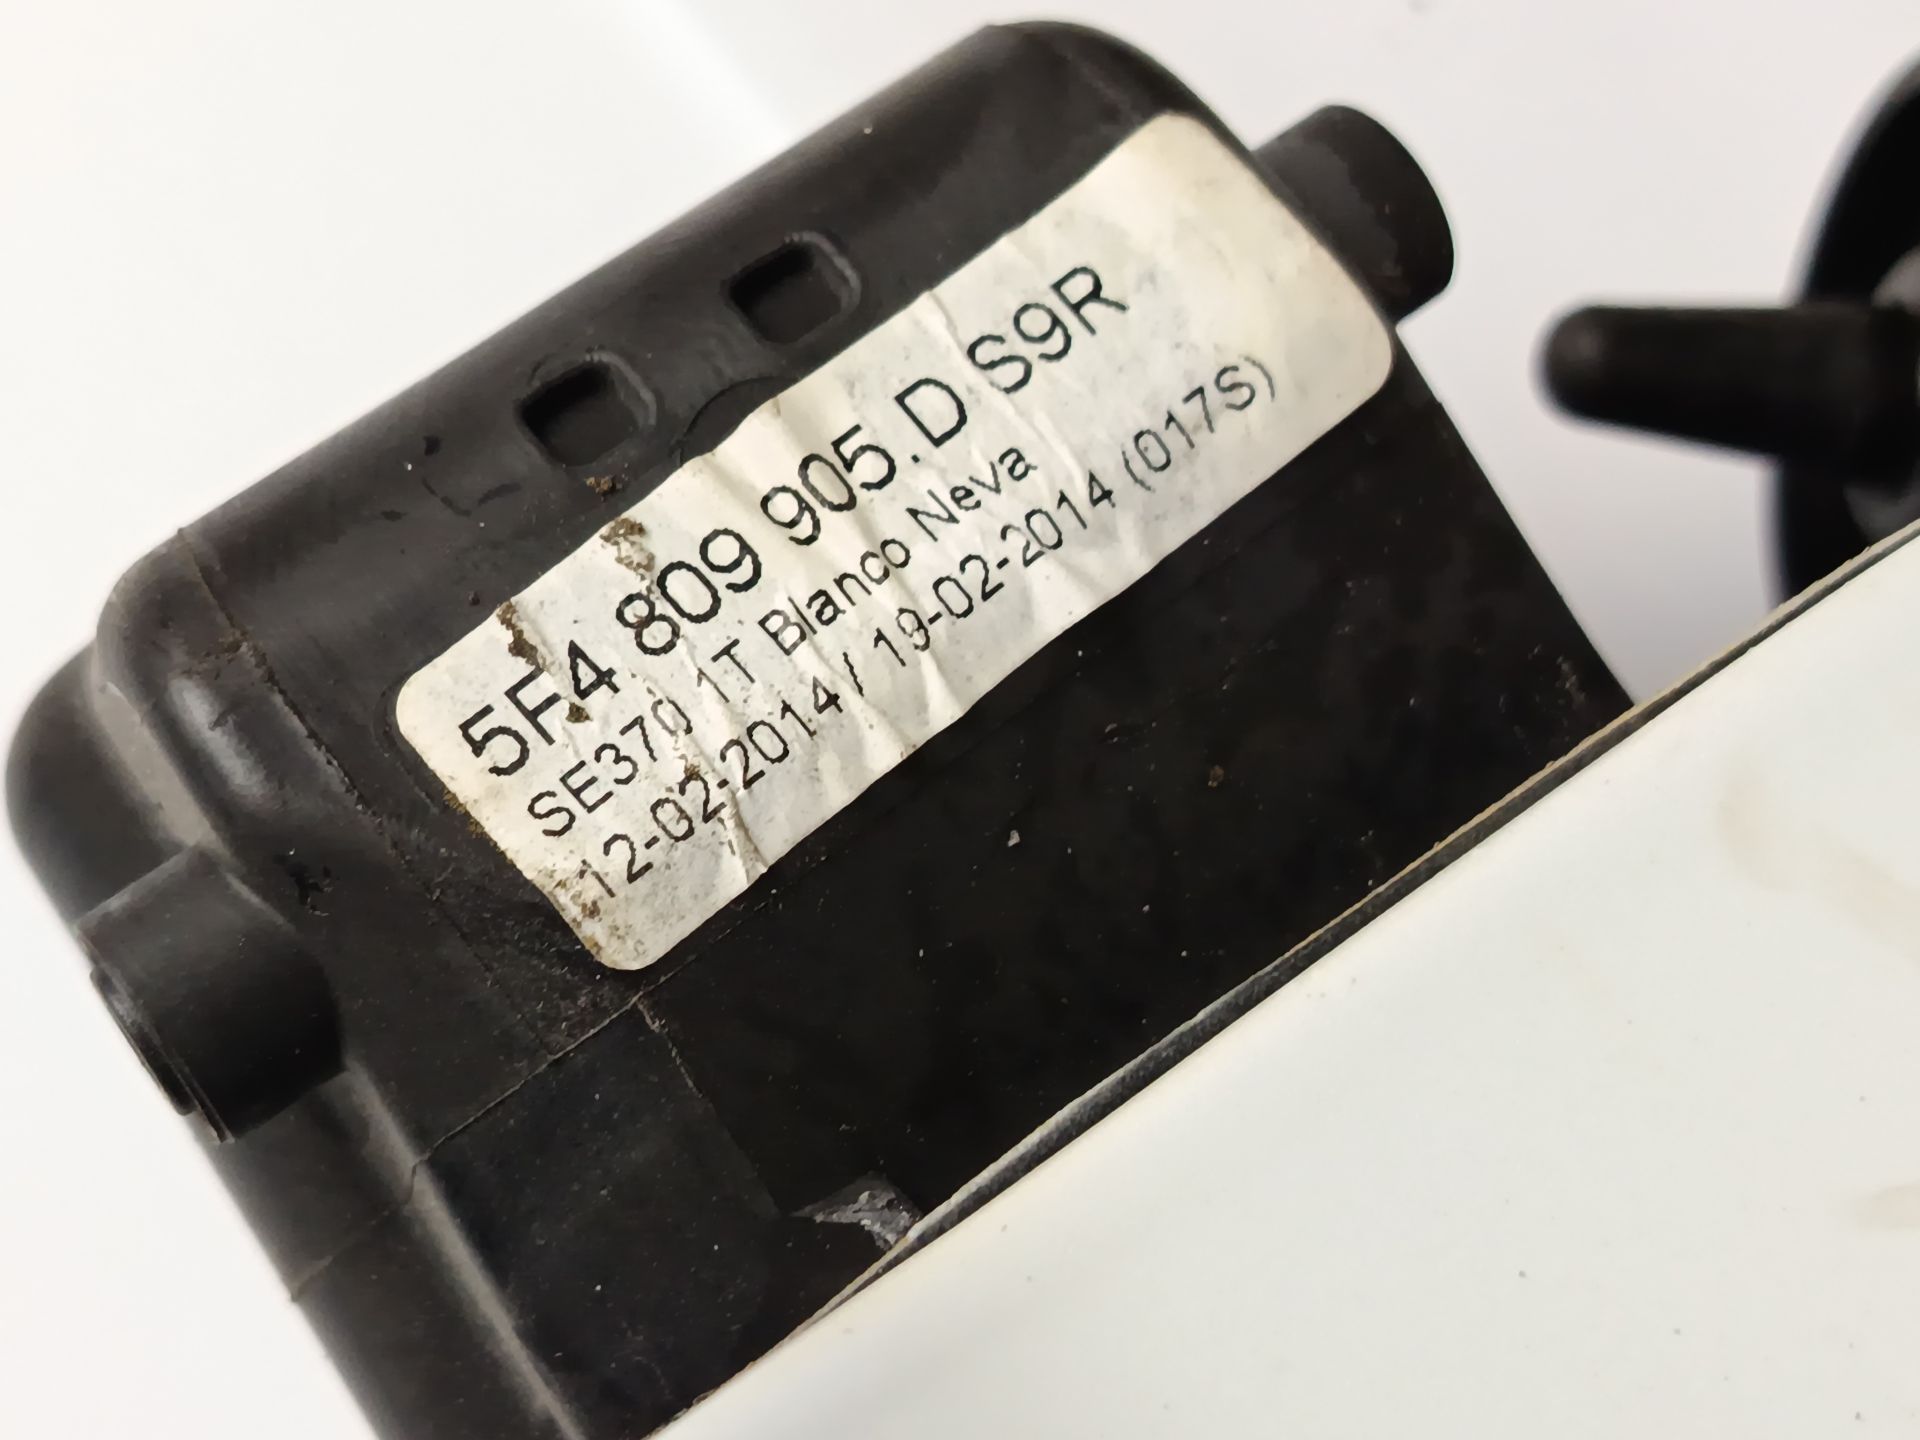 5F4 809 905.D S9R
SE370 1T Blanco Neva
12-02-2014 / 19-02-2014 (017S)